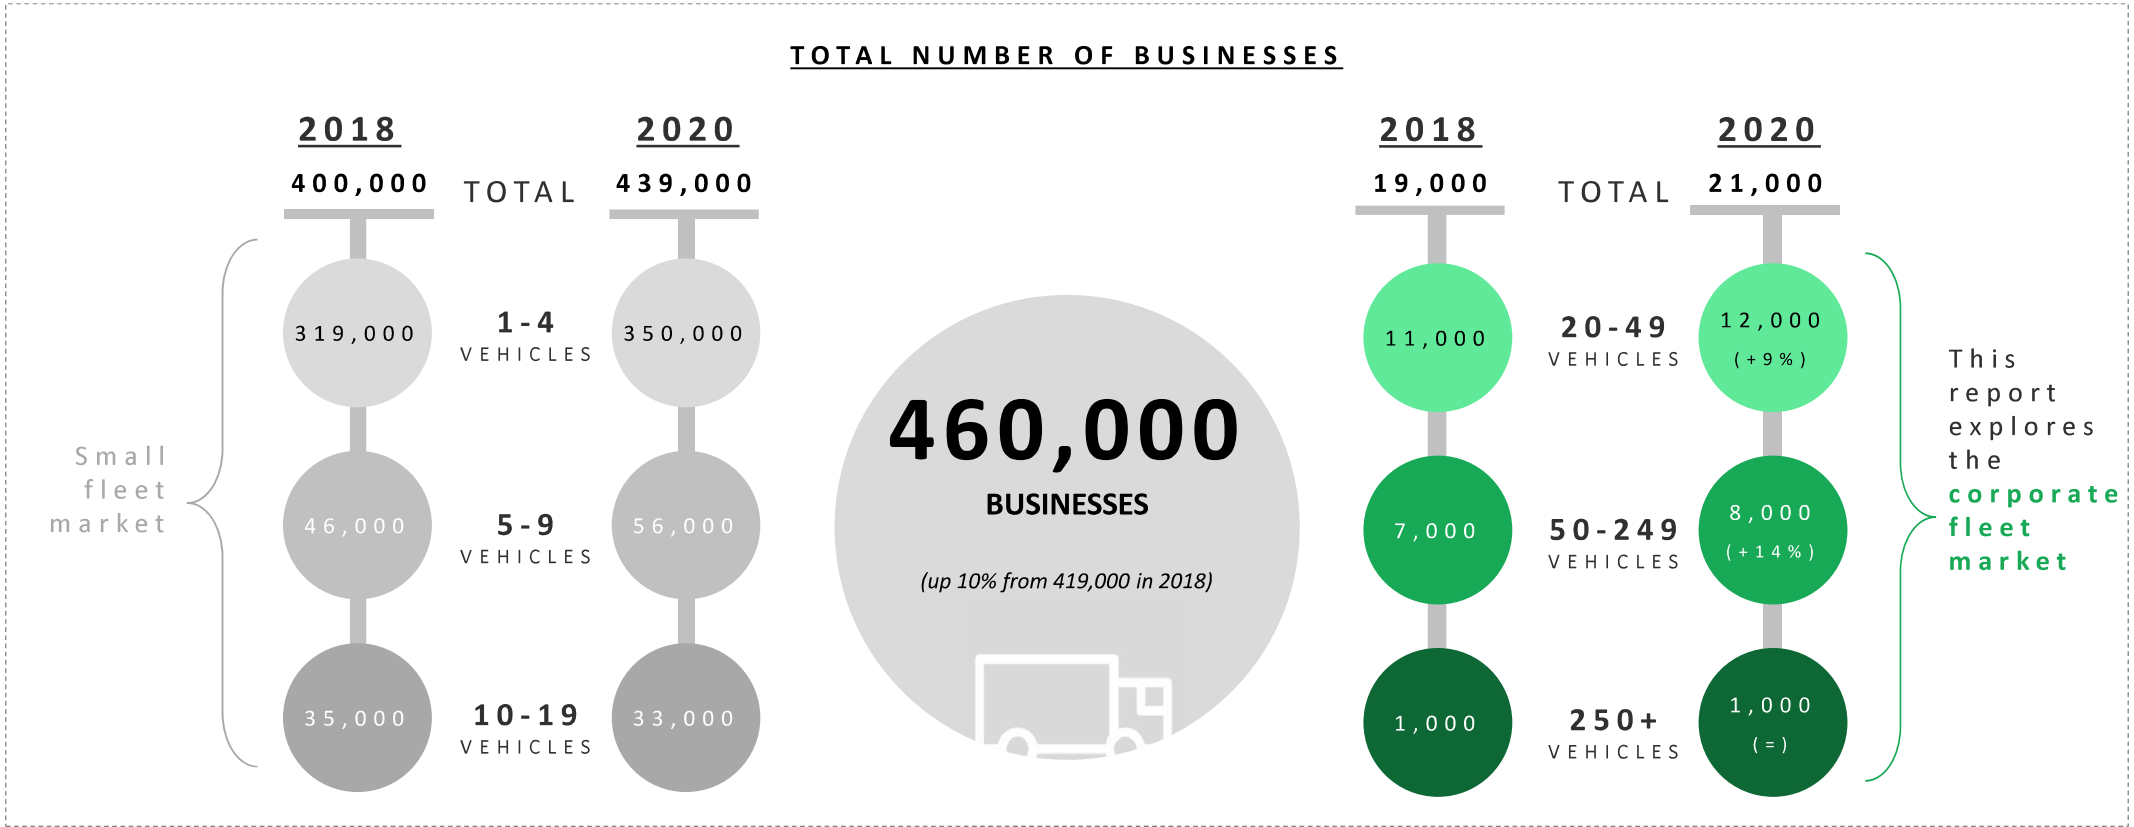 TOTAL NUMBER OF BUSINESSES
2018
2020
400,000
TOTAL
439,000
319,000
1-4
VEHICLES
350,000
Small
fleet
market
46,000
5-9
VEHICLES
56,000
35,000
10-19
VEHICLES
33,000
460,000
BUSINESSES
(up 10% from 419,000 in 2018)
2018
2020
19,000
TOTAL
21,000
11,000
20-49
VEHICLES
12,000
(+9%)
7,000
50-249
VEHICLES
8,000
(+14%)
1,000
250+
VEHICLES
1,000
(=)
This
report
explores
the
corporate
fleet
market